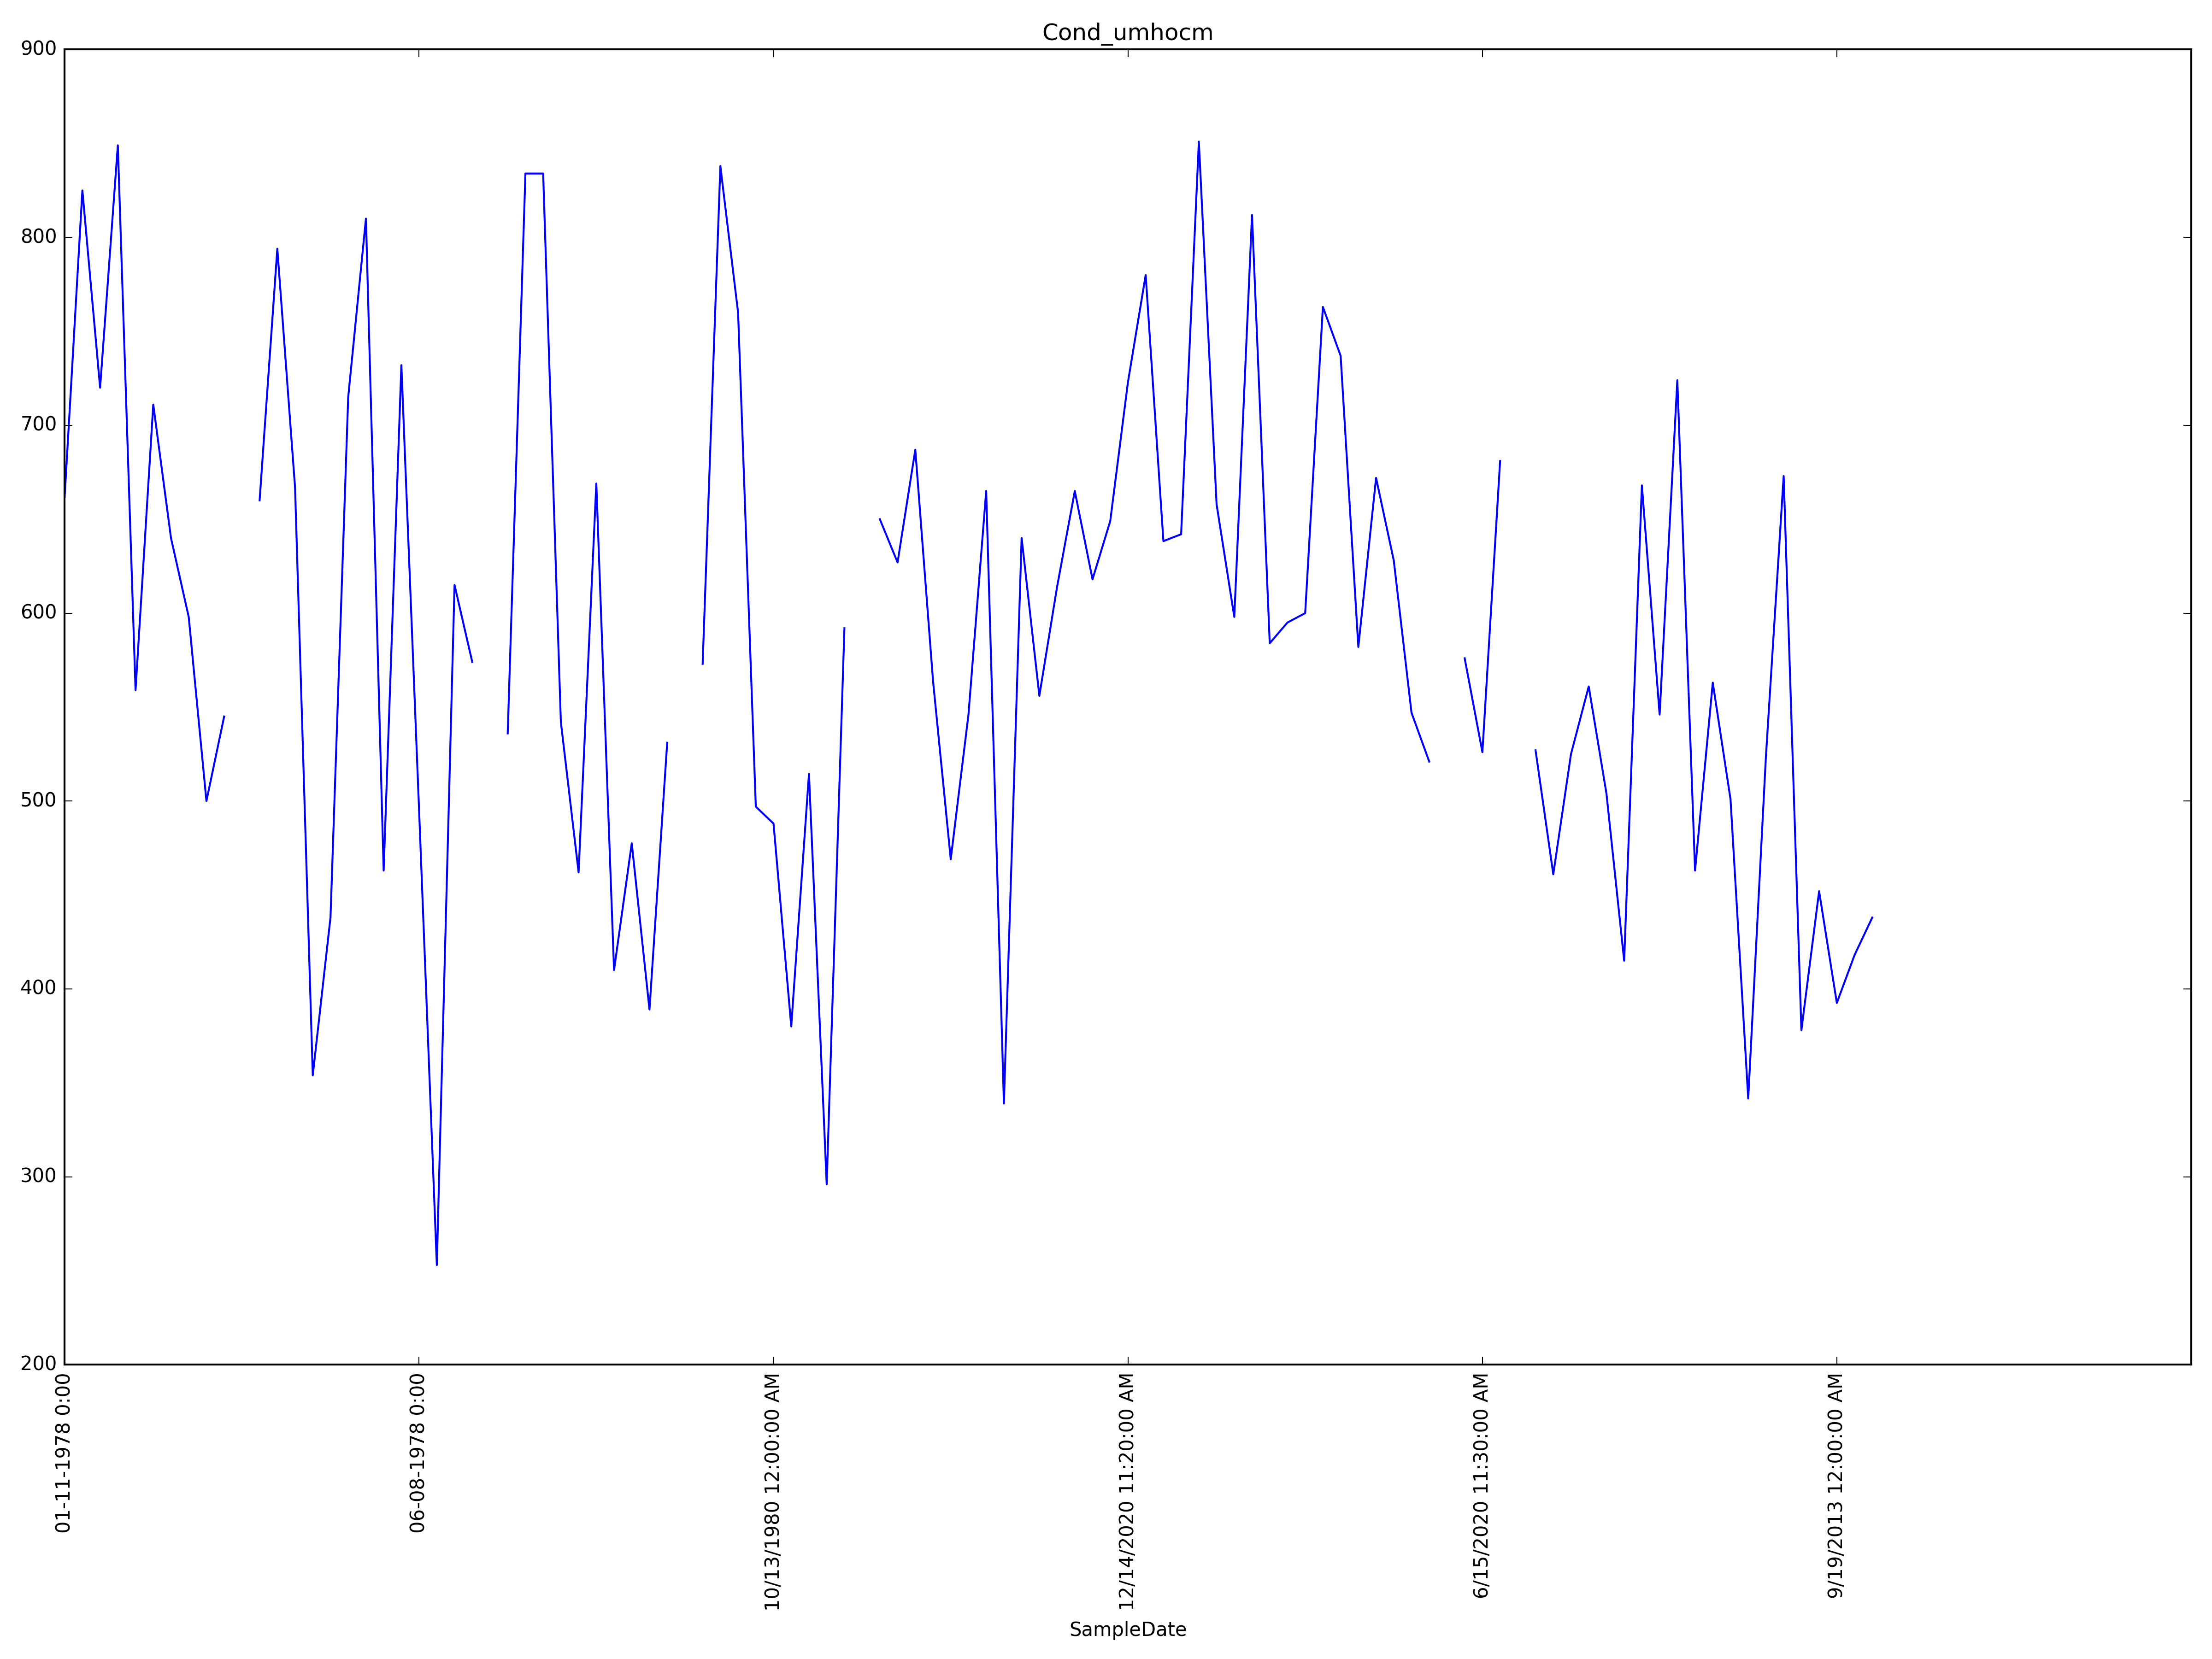 Cond_umhocm
900
800
700
600
500
400
300
200
01-11-1978 0:00
06-08-1978 0:00
10/13/1980 12:00:00 AM
12/14/2020 11:20:00 AM
6/15/2020 11:30:00 AM
9/19/2013 12:00:00 AM
SampleDate